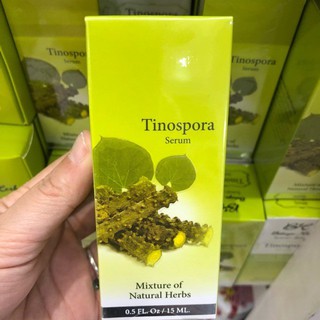 Tinospora
Serum
Mixture of
Natural Herbs
0.5 FL. Oz / 15 ML.
Tinospora
Serum